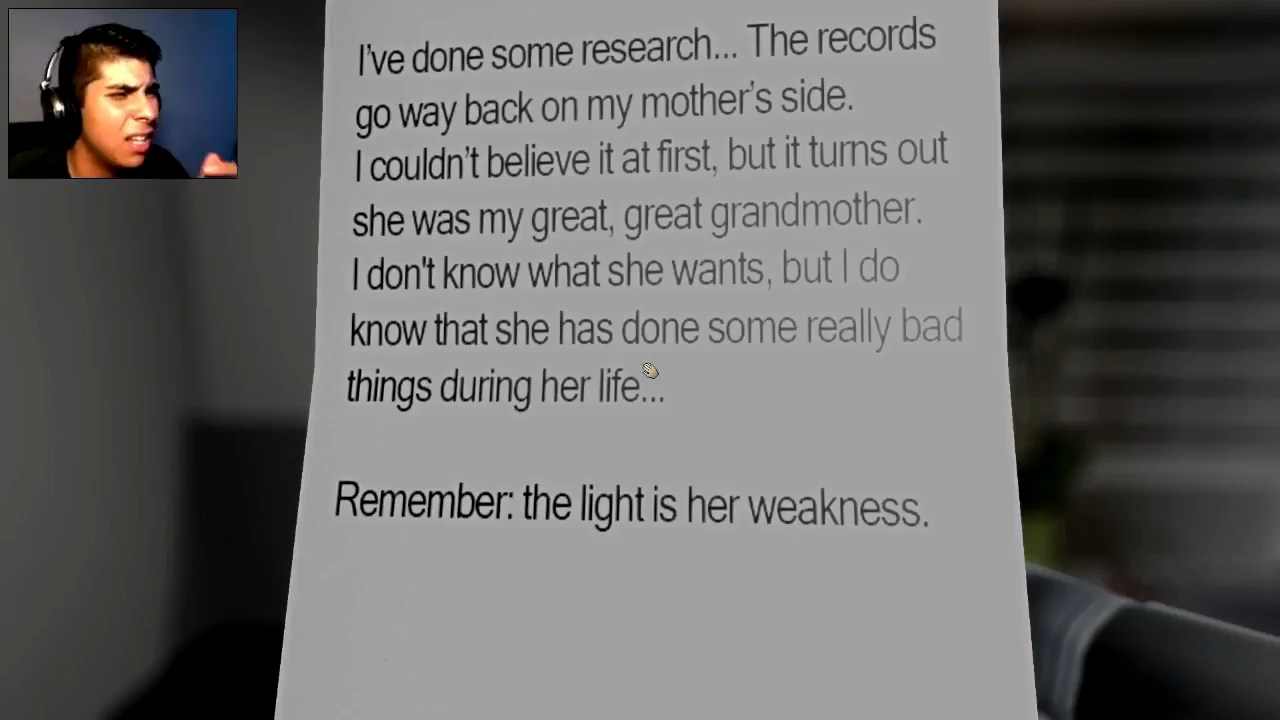 I've done some research... The records
go way back on my mother's side.
I couldn't believe it at first, but it turns out
she was my great, great grandmother.
I don't know what she wants, but I do
know that she has done some really bad
things during her life...
Remember: the light is her weakness.